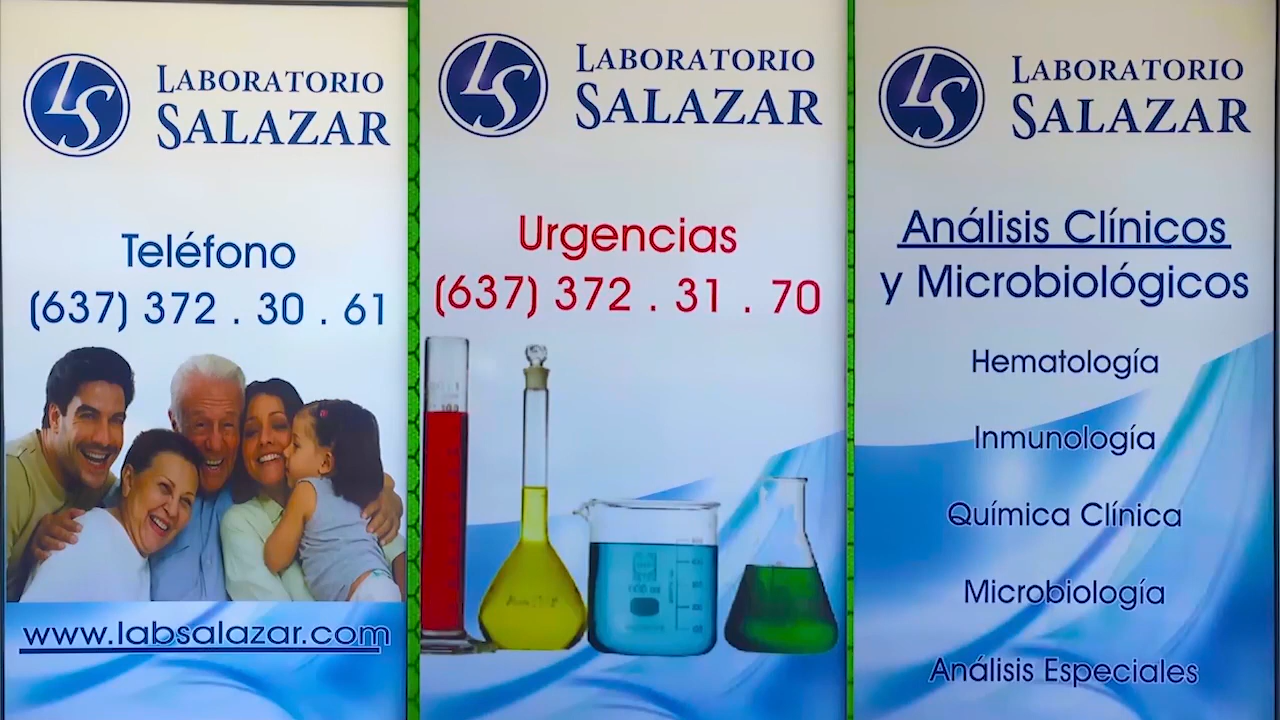 LS
LABORATORIO
SALAZAR
Teléfono
(637) 372 . 30 . 61
www.labsalazar.com
LS
LABORATORIO
SALAZAR
Urgencias
(637) 372 . 31 . 70
LS
LABORATORIO
SALAZAR
Análisis Clínicos
y Microbiológicos
Hematología
Inmunología
Química Clínica
Microbiología
Análisis Especiales